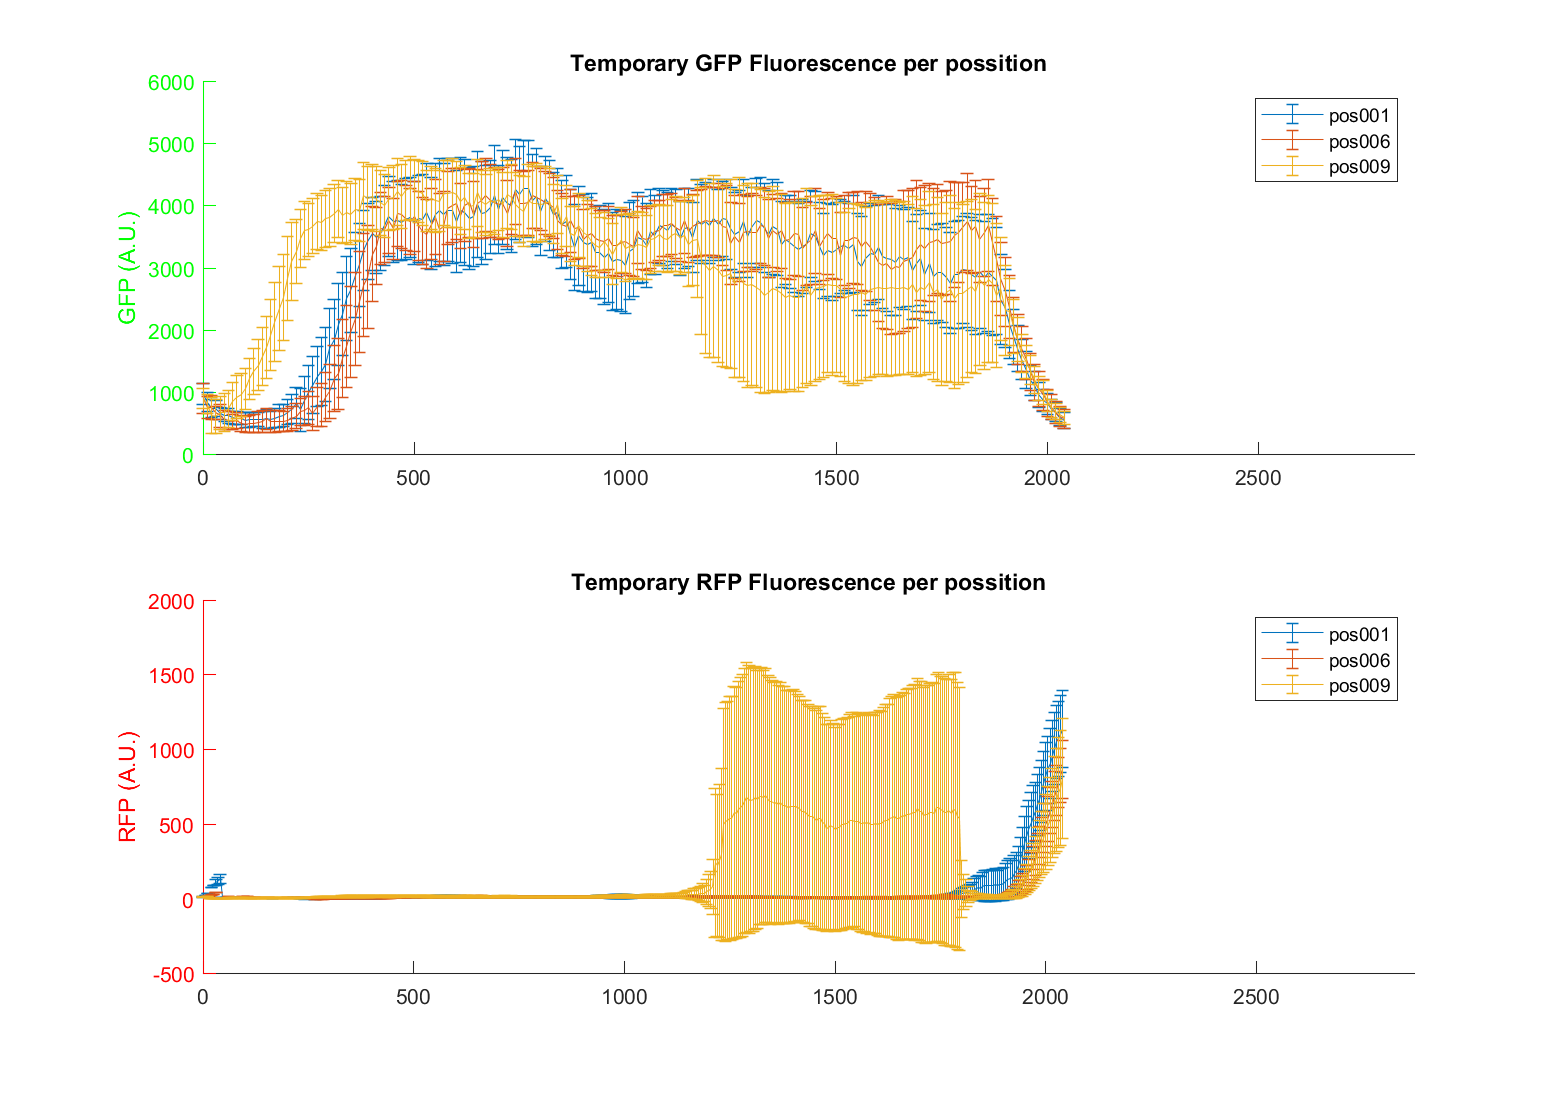 Temporary GFP Fluorescence per possition
6000
5000
4000
3000
2000
1000
0
GFP (A.U.)
0 500 1000 1500 2000 2500
pos001
pos006
pos009
Temporary RFP Fluorescence per possition
2000
1500
1000
500
0
-500
RFP (A.U.)
0 500 1000 1500 2000 2500
pos001
pos006
pos009